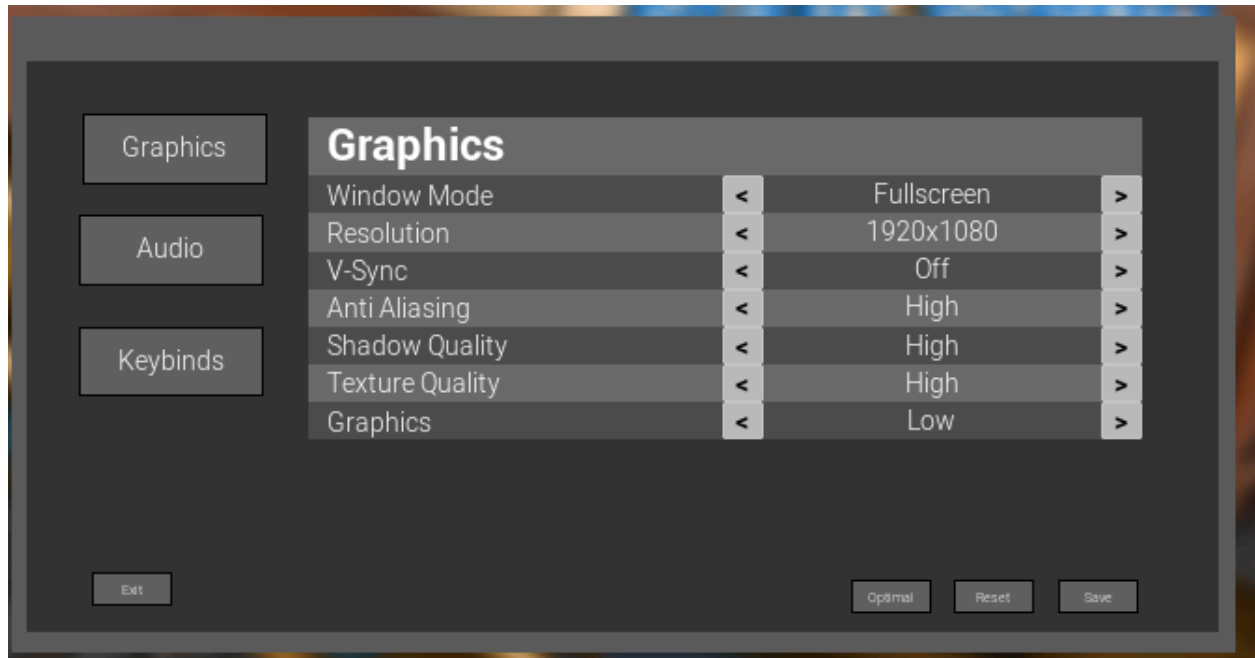 Graphics
Audio
Keybinds
Graphics
Window Mode < Fullscreen >
Resolution < 1920x1080 >
V-Sync < Off >
Anti Aliasing < High >
Shadow Quality < High >
Texture Quality < High >
Graphics < Low >
Exit
Optimal Reset Save